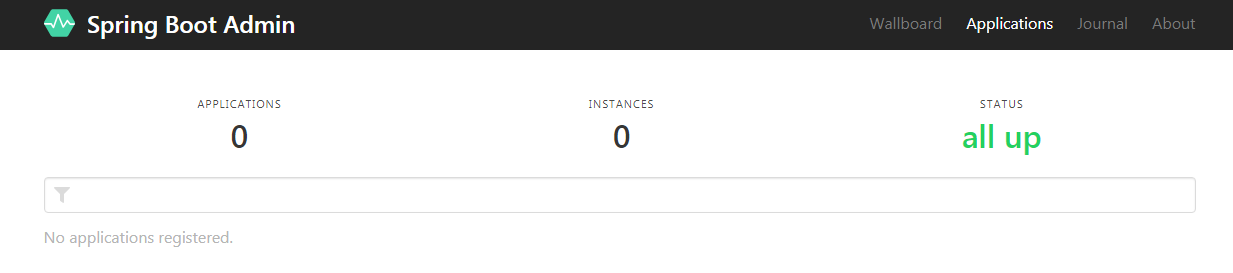 Spring Boot Admin Wallboard Applications Journal About
APPLICATIONS INSTANCES STATUS
0 0 all up
No applications registered.